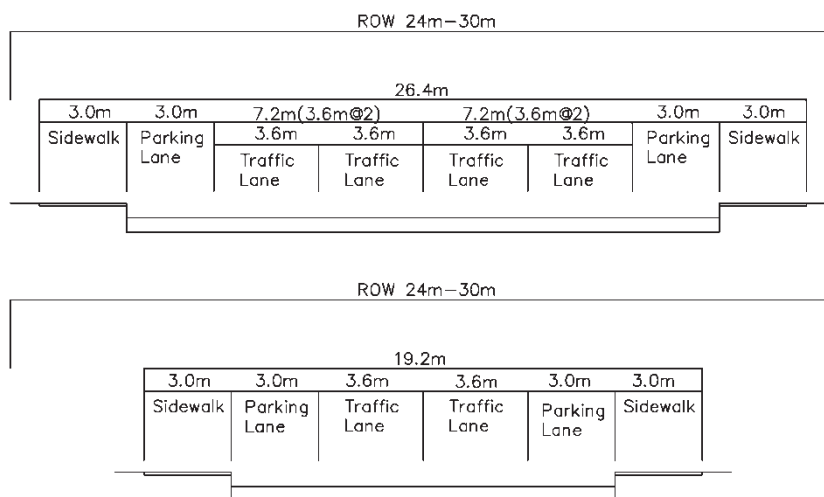 ROW 24m-30m
26.4m
3.0m 3.0m 7.2m(3.6m@2) 7.2m(3.6m@2) 3.0m 3.0m
3.6m 3.6m 3.6m 3.6m
Sidewalk Parking Lane Traffic Lane Traffic Lane Traffic Lane Traffic Lane Parking Lane Sidewalk
ROW 24m-30m
19.2m
3.0m 3.0m 3.6m 3.6m 3.0m 3.0m
Sidewalk Parking Lane Traffic Lane Traffic Lane Parking Lane Sidewalk